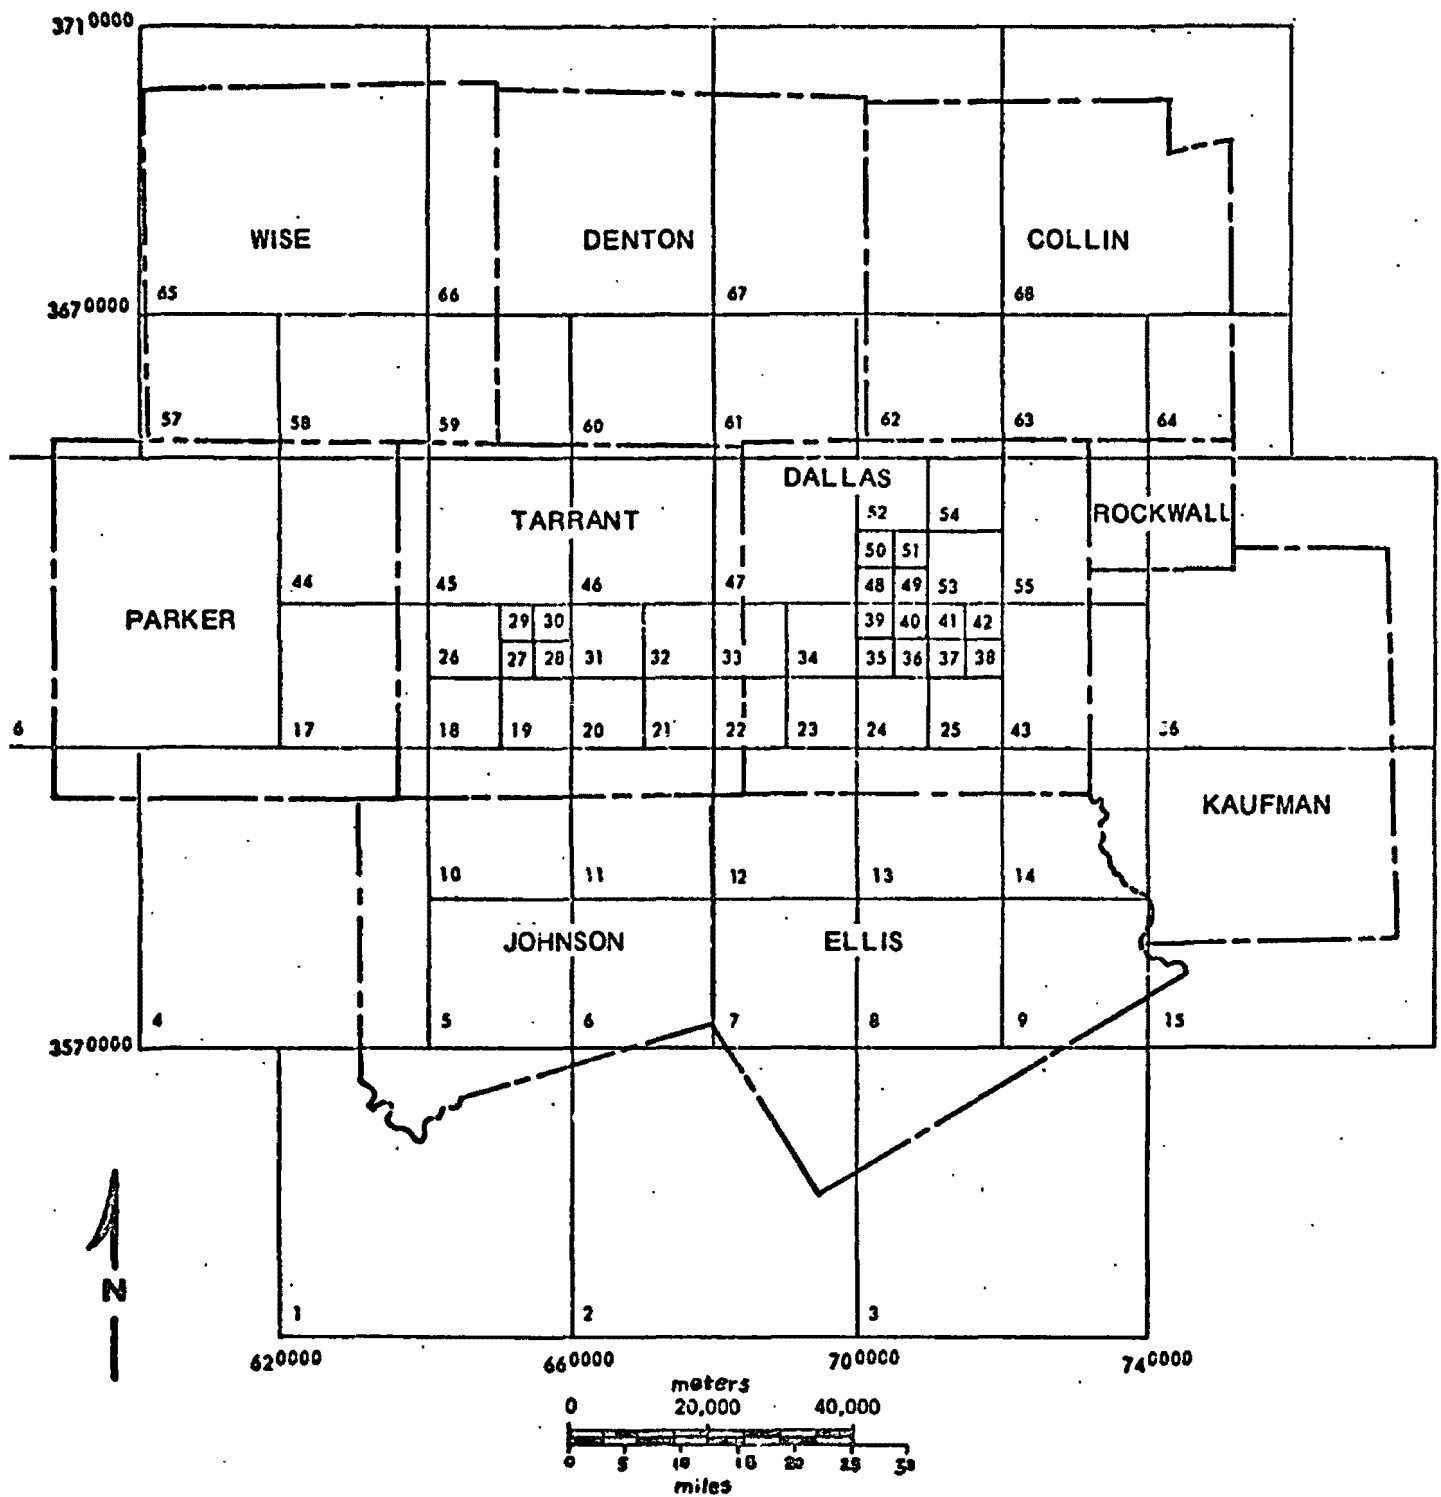 3710000
WISE DENTON COLLIN
65 66 67 68
3670000
57 58 59 60 61 62 63 64
DALLAS
TARRANT 52 54 ROCKWALL
50 51
44 45 46 47 48 49 53 55
PARKER 29 30 39 40 41 42
26 27 28 31 32 33 34 35 36 37 38
6 17 18 19 20 21 22 23 24 25 43
KAUFMAN
10 11 12 13 14
JOHNSON ELLIS
4 5 6 7 8 9 15
3570000
N
1 2 3
620000 660000 700000 740000
meters
0 20,000 40,000
0 5 10 15 20 25 30
miles